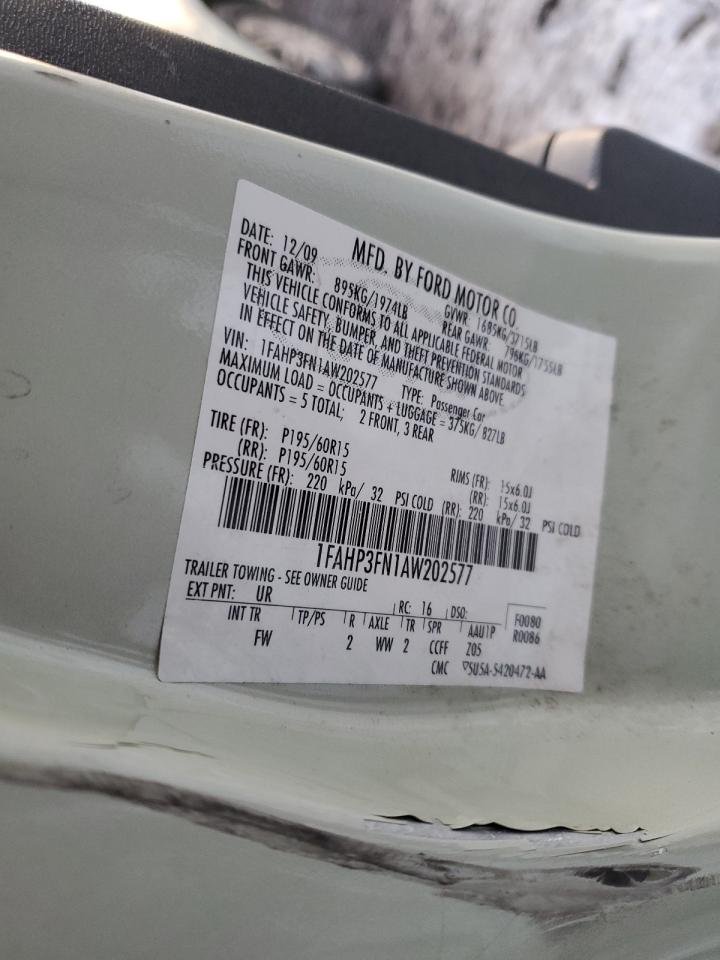 MFD. BY FORD MOTOR CO.
DATE: 12/09 GVWR: 1685KG/3715LB
FRONT GAWR: 895KG/1974LB REAR GAWR: 796KG/1755LB
THIS VEHICLE CONFORMS TO ALL APPLICABLE FEDERAL MOTOR
VEHICLE SAFETY, BUMPER, AND THEFT PREVENTION STANDARDS
IN EFFECT ON THE DATE OF MANUFACTURE SHOWN ABOVE
VIN: 1FAHP3FN1AW202577 TYPE: Passenger Car
MAXIMUM LOAD = OCCUPANTS + LUGGAGE = 375KG/ 827LB
OCCUPANTS = 5 TOTAL; 2 FRONT, 3 REAR
TIRE (FR): P195/60R15 RIMS (FR): 15x6.0J
(RR): P195/60R15 (RR): 15x6.0J
PRESSURE (FR): 220 kPa/ 32 PSI COLD (RR): 220 kPa/ 32 PSI COLD
1FAHP3FN1AW202577
TRAILER TOWING - SEE OWNER GUIDE
EXT PNT: UR RC: 16 DSO: F0080
INT TR TP/PS R AXLE TR SPR AAU1P R0086
FW 2 WW 2 CCFF Z05
CMC 5U5A-5420472-AA